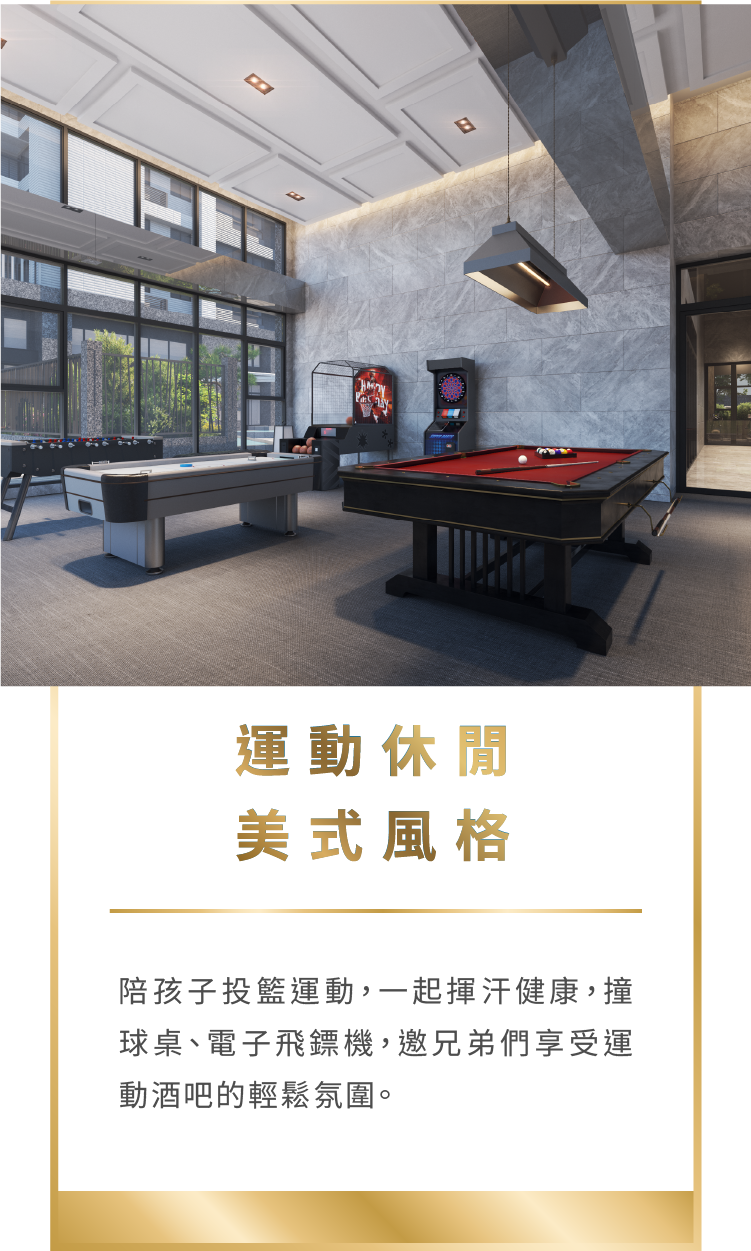 運動休閒
美式風格
陪孩子投籃運動，一起揮汗健康，撞
球桌、電子飛鏢機，邀兄弟們享受運
動酒吧的輕鬆氛圍。